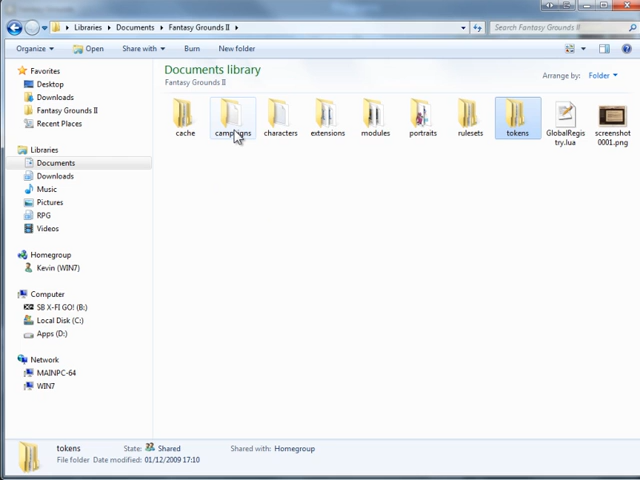 Libraries ▸ Documents ▸ Fantasy Grounds II ▸
Search Fantasy Grounds II
Organize Open Share with Burn New folder
Favorites
Desktop
Downloads
Fantasy Grounds II
Recent Places
Libraries
Documents
Downloads
Music
Pictures
RPG
Videos
Homegroup
Kevin (WIN7)
Computer
SB X-FI GO! (B:)
Local Disk (C:)
Apps (D:)
Network
MAINPC-64
WIN7
Documents library
Fantasy Grounds II
Arrange by: Folder
cache
campaigns
characters
extensions
modules
portraits
rulesets
tokens
GlobalRegis
try.lua
screenshot
0001.png
tokens State: Shared Shared with: Homegroup
File folder Date modified: 01/12/2009 17:10